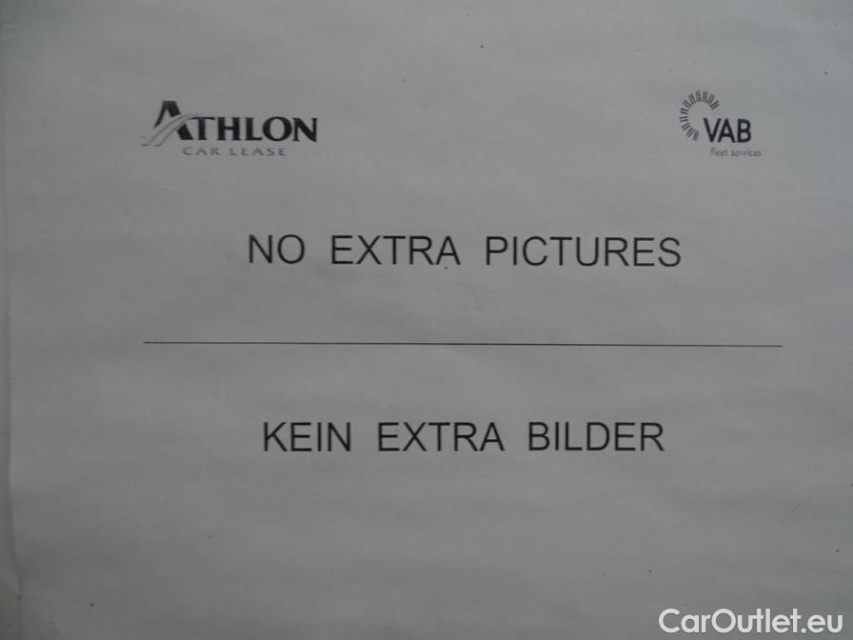 ATHLON
CAR LEASE
VAB
fleet services
NO EXTRA PICTURES
KEIN EXTRA BILDER
CarOutlet.eu